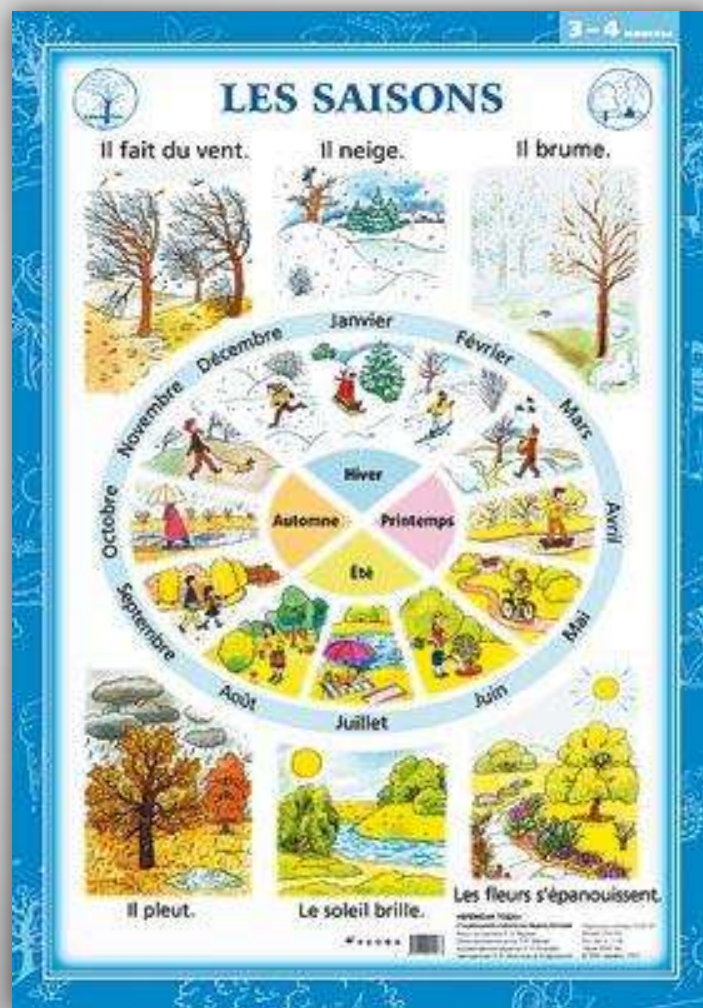 3–4 классы
LES SAISONS
Il fait du vent.
Il neige.
Il brume.
Janvier
Février
Mars
Avril
Mai
Juin
Juillet
Août
Septembre
Octobre
Novembre
Décembre
Hiver
Automne
Printemps
Été
Il pleut.
Le soleil brille.
Les fleurs s'épanouissent.